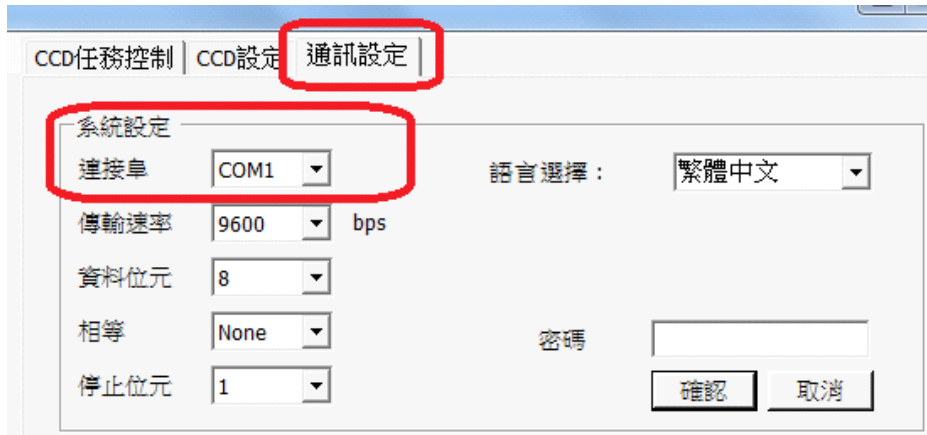 CCD任務控制 CCD設定 通訊設定
系統設定
連接阜 COM1 語言選擇： 繁體中文
傳輸速率 9600 bps
資料位元 8
相等 None 密碼
停止位元 1 確認 取消